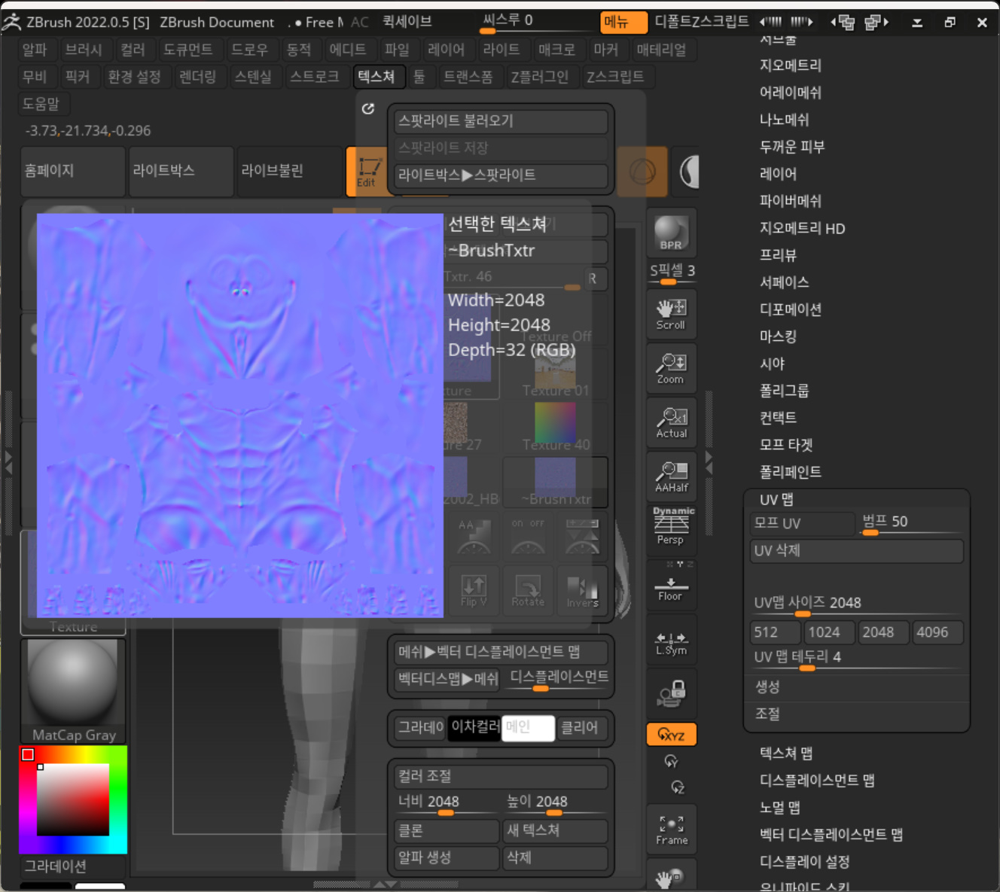 ZBrush 2022.0.5 [S] ZBrush Document . ● Free M AC 퀵세이브 씨스루 0 메뉴 디폴트Z스크립트
알파 브러시 컬러 도큐먼트 드로우 동적 에디트 파일 레이어 라이트 매크로 마커 매테리얼
무비 피커 환경 설정 렌더링 스텐실 스트로크 텍스쳐 툴 트랜스폼 Z플러그인 Z스크립트
도움말
-3.73,-21.734,-0.296
홈페이지 라이트박스 라이브불린 Edit
스팟라이트 불러오기
스팟라이트 저장
라이트박스▶스팟라이트
선택한 텍스쳐
~BrushTxtr
Txtr. 46 R
Width=2048
Height=2048
Depth=32 (RGB)
Texture Off
Texture 01
Texture 40
~BrushTxtr
on off
Flip V Rotate Invers
Texture
MatCap Gray
그라데이션
메쉬▶벡터 디스플레이스먼트 맵
벡터디스맵▶메쉬 디스플레이스먼트
그라데이 이차컬러 메인 클리어
컬러 조절
너비 2048 높이 2048
클론 새 텍스쳐
알파 생성 삭제
BPR
S픽셀 3
Scroll
Zoom
Actual
AAHalf
Dynamic
Persp
Floor
L.Sym
XYZ
Y
Z
Frame
지오메트리
어레이메쉬
나노메쉬
두꺼운 피부
레이어
파이버메쉬
지오메트리 HD
프리뷰
서페이스
디포메이션
마스킹
시야
폴리그룹
컨택트
모프 타겟
폴리페인트
UV 맵
모프 UV 범프 50
UV 삭제
UV맵 사이즈 2048
512 1024 2048 4096
UV 맵 테두리 4
생성
조절
텍스쳐 맵
디스플레이스먼트 맵
노멀 맵
벡터 디스플레이스먼트 맵
디스플레이 설정